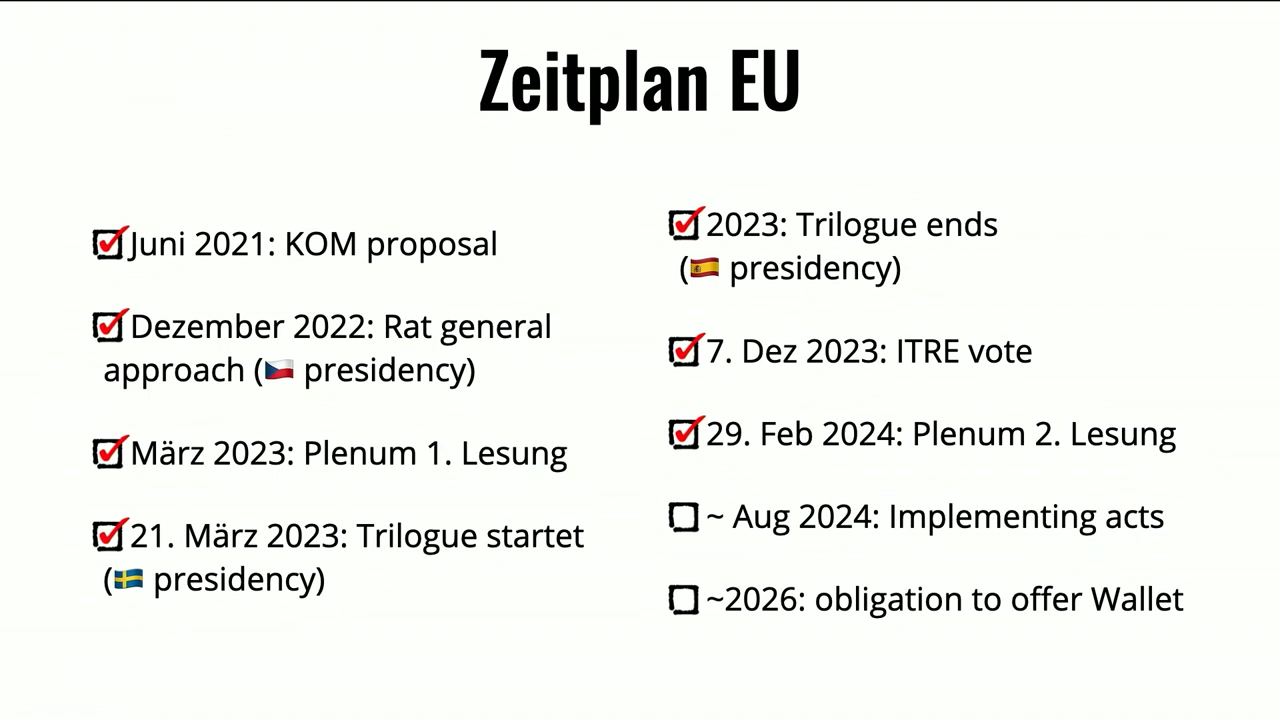 Zeitplan EU
☑Juni 2021: KOM proposal
☑Dezember 2022: Rat general
approach (🇨🇿 presidency)
☑März 2023: Plenum 1. Lesung
☑21. März 2023: Trilogue startet
(🇸🇪 presidency)
☑2023: Trilogue ends
(🇪🇸 presidency)
☑7. Dez 2023: ITRE vote
☑29. Feb 2024: Plenum 2. Lesung
☐ ~ Aug 2024: Implementing acts
☐ ~2026: obligation to offer Wallet